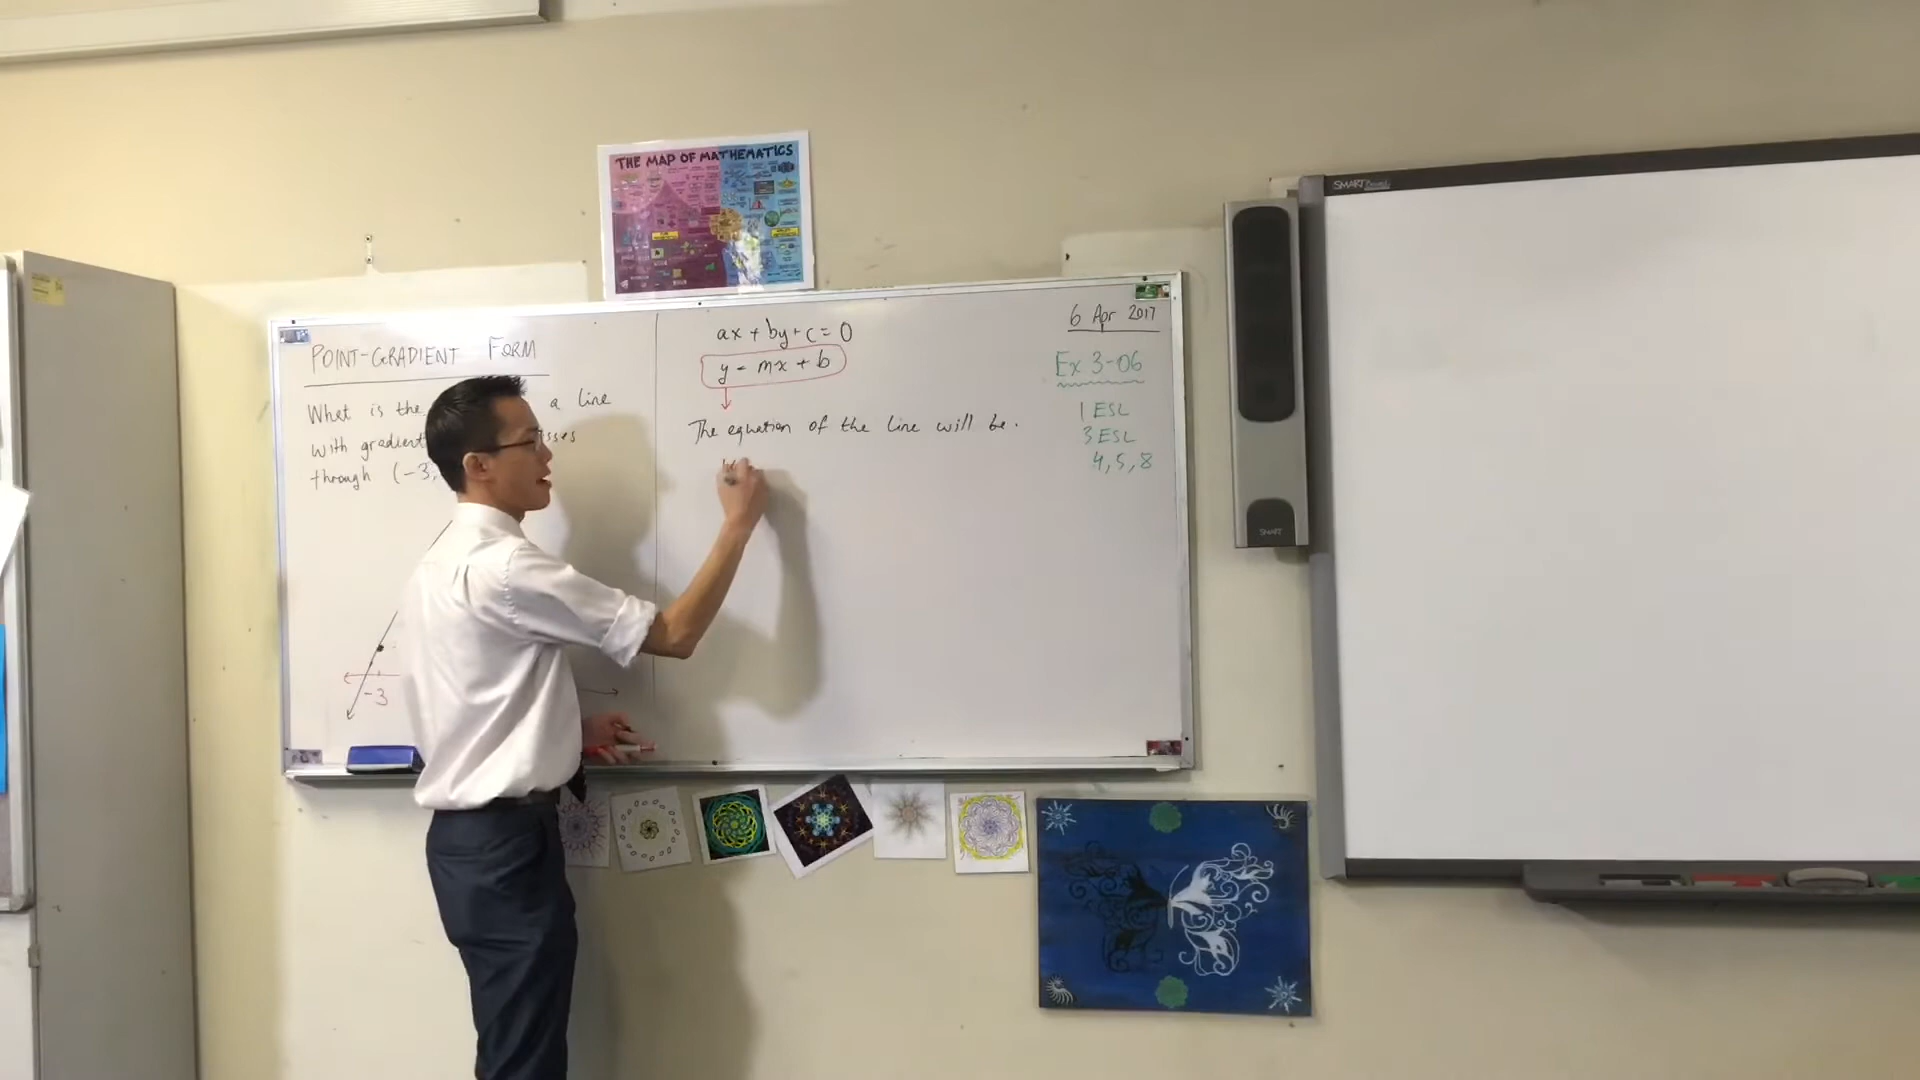 THE MAP OF MATHEMATICS
SMART Board
POINT-GRADIENT FORM
What is the a line
with gradient
through (-3,
-3
ax + by + c = 0
y = mx + b
The equation of the line will be.
6 Apr 2017
Ex 3-06
1 ESL
3 ESL
4, 5, 8
SMART